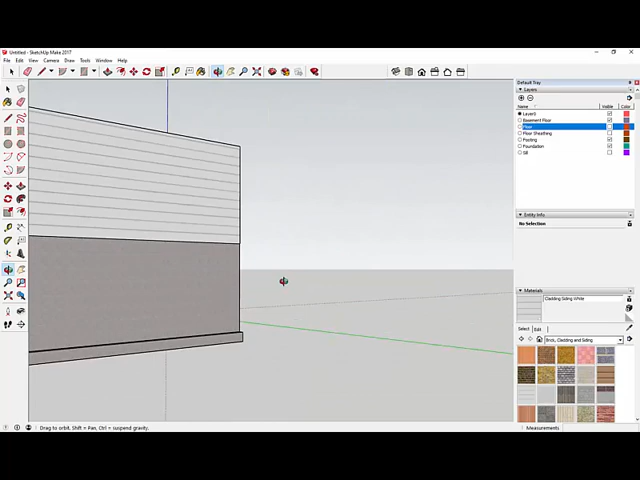 Untitled - SketchUp Make 2017
File Edit View Camera Draw Tools Window Help
Default Tray
Layers
Name Visible Color
Layer0
Basement Floor
Floor
Floor Sheathing
Footing
Foundation
Sill
Entity Info
No Selection
Materials
Cladding Siding White
Select Edit
Brick, Cladding and Siding
Drag to orbit. Shift = Pan, Ctrl = suspend gravity.
Measurements